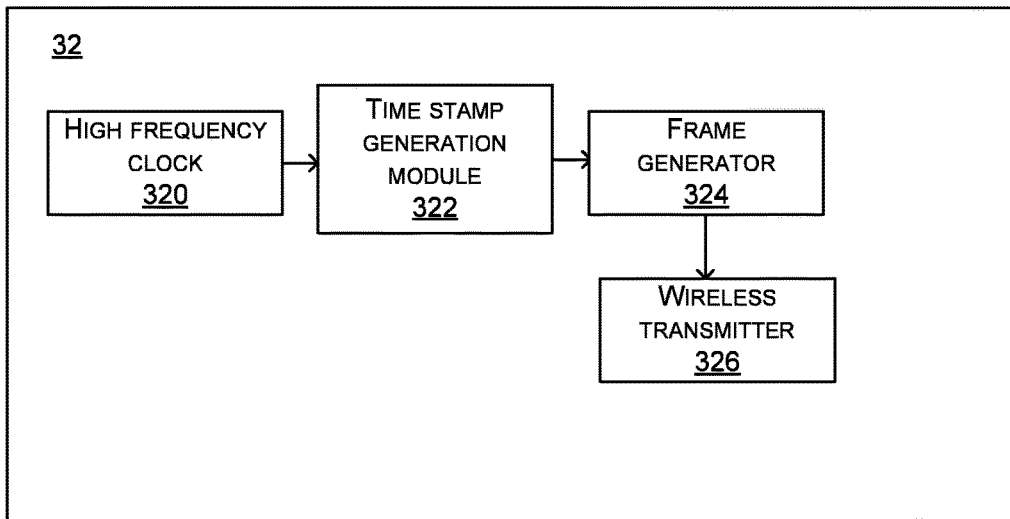 32
HIGH FREQUENCY
CLOCK
320
TIME STAMP
GENERATION
MODULE
322
FRAME
GENERATOR
324
WIRELESS
TRANSMITTER
326